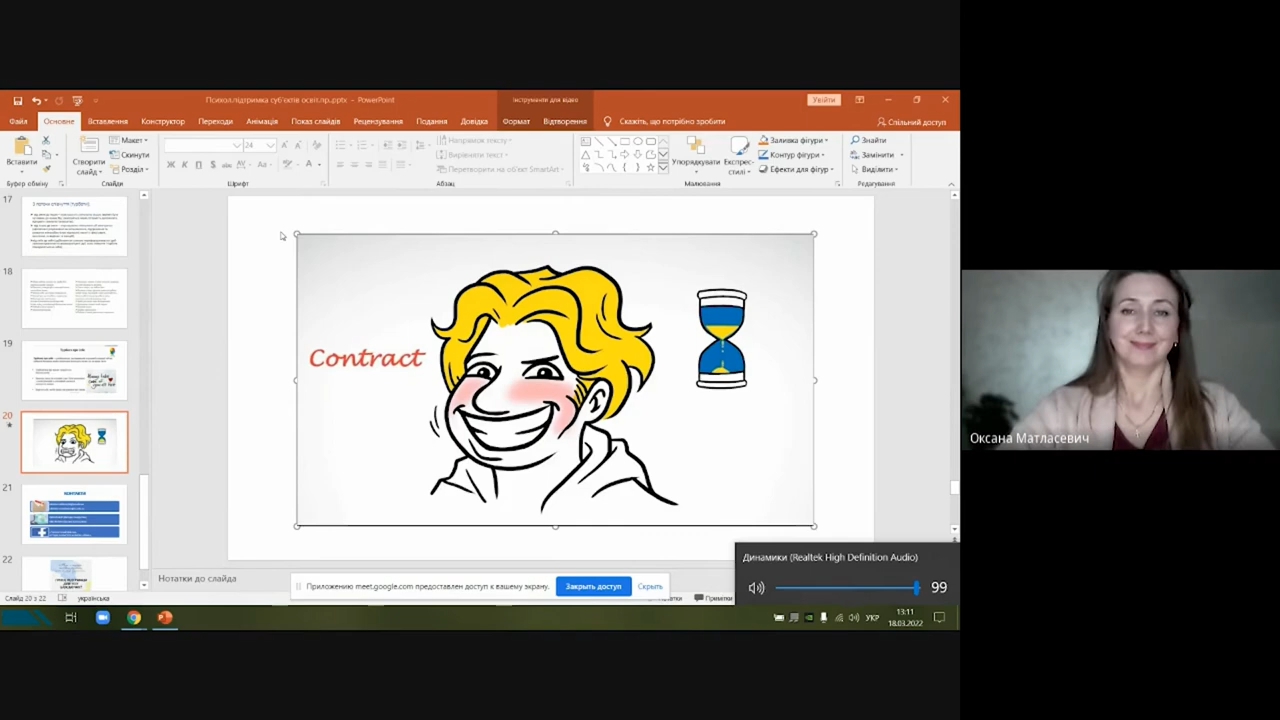 Психол.підтримка суб'єктів освіт.пр.pptx - PowerPoint
Інструменти для відео
Увійти
Файл Основне Вставлення Конструктор Переходи Анімація Показ слайдів Рецензування Подання Довідка Формат Відтворення Скажіть, що потрібно зробити Спільний доступ
Вставити
Створити слайд
Макет
Скинути
Розділ
24
Ж К П S abc AV Aa A
Напрямок тексту
Вирівняти текст
Перетворити на об'єкт SmartArt
Упорядкувати
Експрес-стилі
Заливка фігури
Контур фігури
Ефекти для фігур
Знайти
Замінити
Виділити
Буфер обміну Слайди Шрифт Абзац Малювання Редагування
17
18
19
20
21
КОНТАКТИ
22
Contract
Оксана Матласевич
Нотатки до слайда
Приложению meet.google.com предоставлен доступ к вашему экрану.
Закрыть доступ
Скрыть
Динамики (Realtek High Definition Audio)
99
Слайд 20 з 22 українська
Примітки
УКР
13:11
18.03.2022